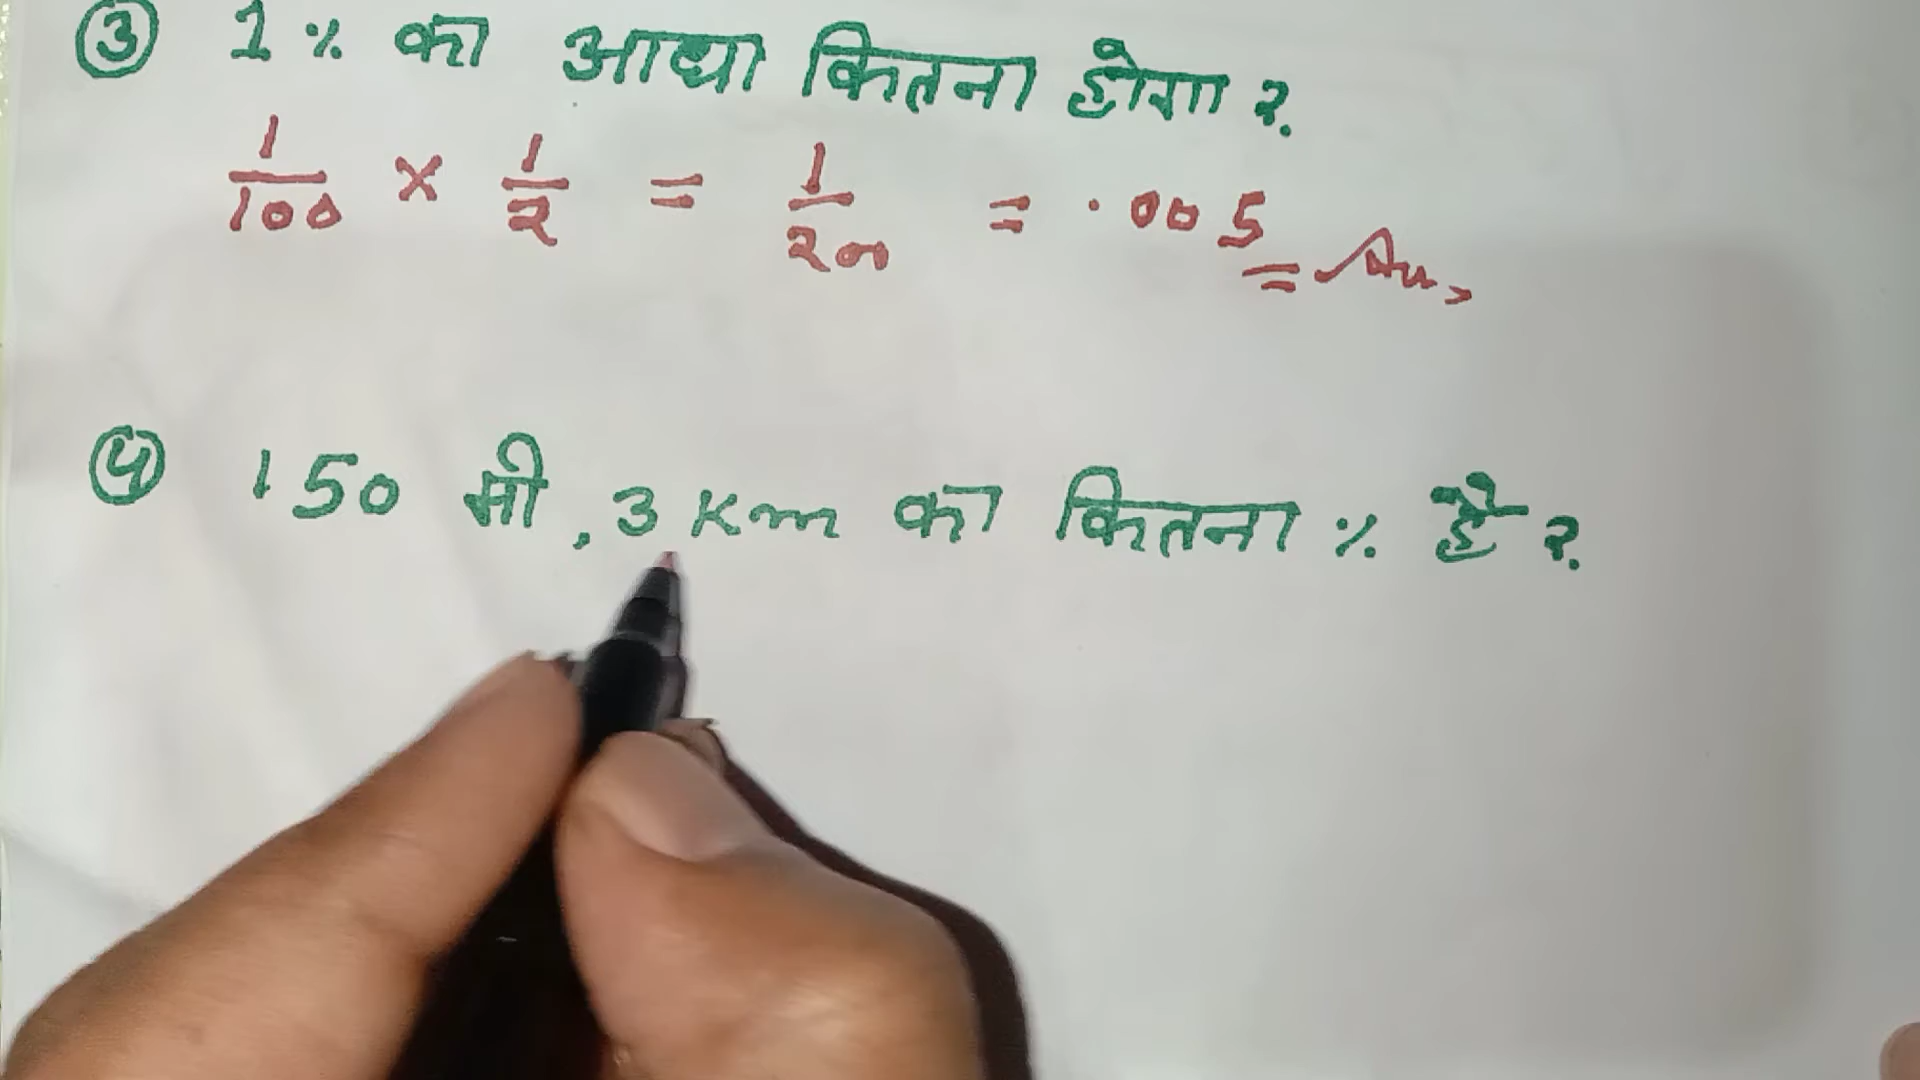 ③ 1% का आधा कितना होगा ?
1/100 × 1/2 = 1/200 = .005 Ans,
④ 150 मी, 3 Km का कितना % है ?